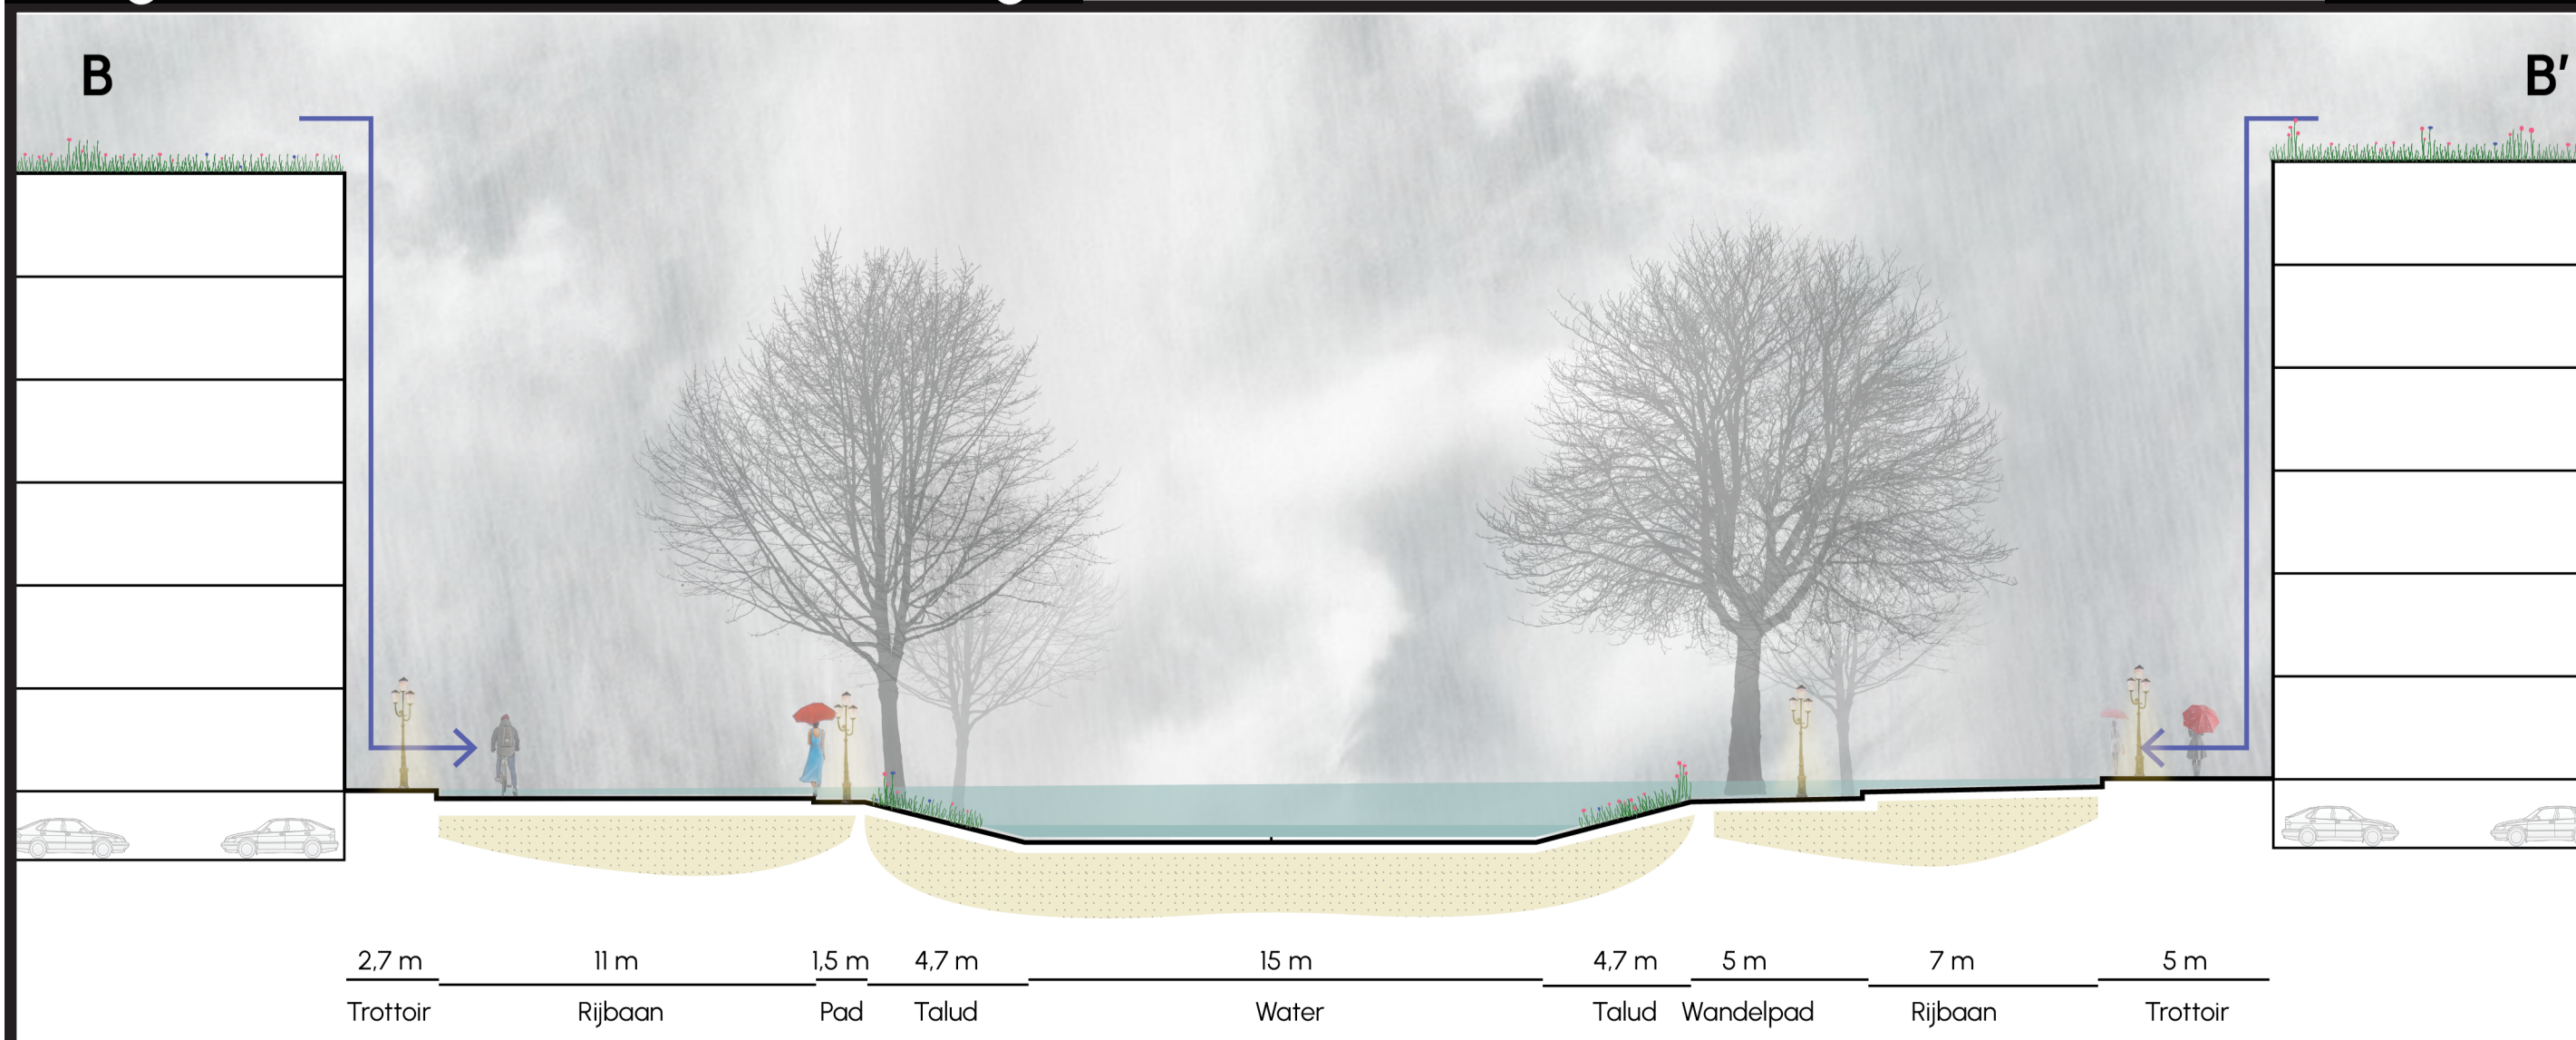 B
B'
2,7 m
11 m
1,5 m
4,7 m
15 m
4,7 m
5 m
7 m
5 m
Trottoir
Rijbaan
Pad
Talud
Water
Talud
Wandelpad
Rijbaan
Trottoir